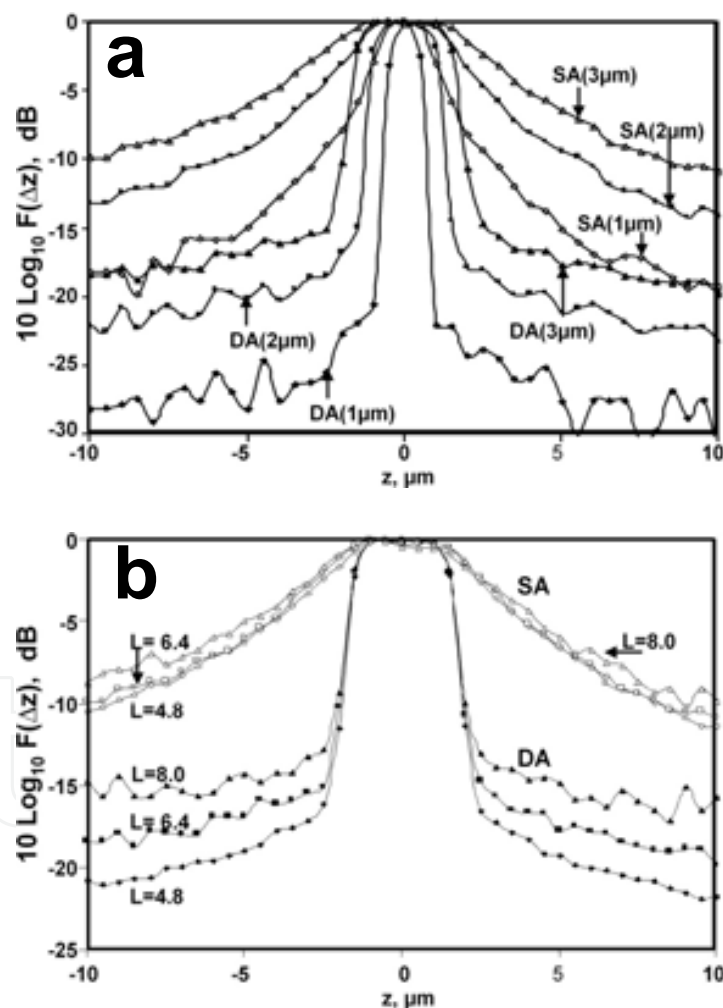 a
0
-5
-10
-15
-20
-25
-30
10 Log10 F(Δz), dB
SA(3µm)
SA(2µm)
SA(1µm)
DA(2µm)
DA(3µm)
DA(1µm)
-10 -5 0 5 10
z, µm
b
0
-5
-10
-15
-20
-25
10 Log10 F(Δz), dB
SA
L= 6.4
L=8.0
L=4.8
DA
L=8.0
L=6.4
L=4.8
-10 -5 0 5 10
z, µm